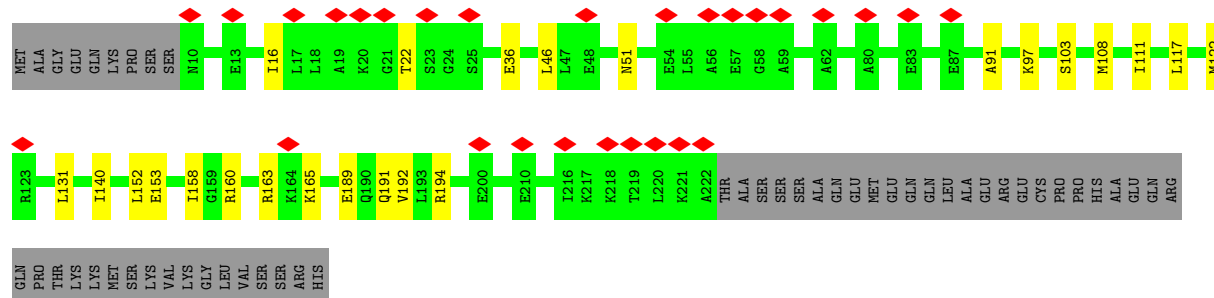 MET ALA GLY GLU GLN LYS PRO SER SER N10 E13 I16 L17 L18 A19 K20 G21 T22 S23 G24 S25 E36 L46 L47 E48 N51 E54 L55 A56 E57 G58 A59 A62 A80 E83 E87 A91 K97 S103 M108 I111 L117 M122
R123 L131 I140 L152 E153 I158 G159 R160 R163 K164 K165 E189 Q190 Q191 V192 L193 R194 E200 E210 I216 K217 K218 T219 L220 K221 A222 THR ALA SER SER SER ALA GLN GLU MET GLU GLN GLN LEU ALA GLU ARG GLU CYS PRO PRO HIS ALA GLU GLN ARG
GLN PRO THR LYS LYS MET SER LYS VAL LYS GLY LEU VAL SER SER ARG HIS